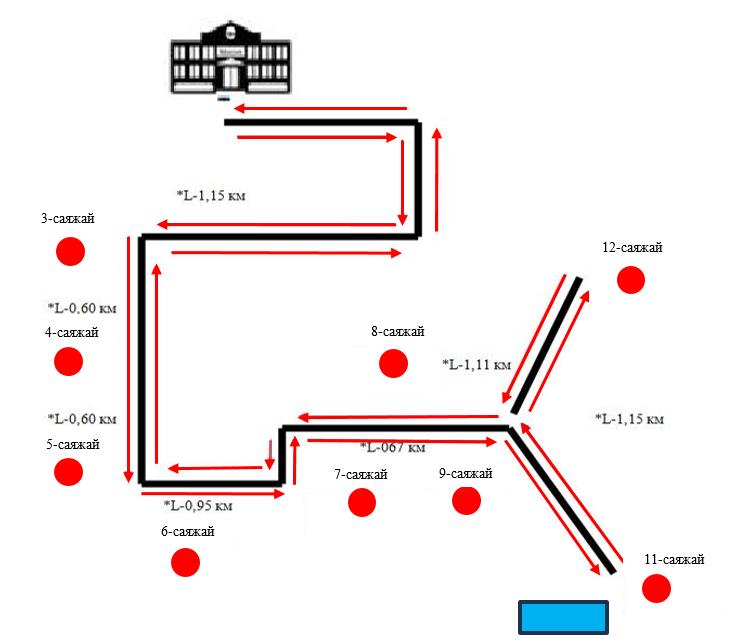 *L-1,15 км
3-саяжай
12-саяжай
*L-0,60 км
4-саяжай
8-саяжай
*L-1,11 км
*L-0,60 км
*L-1,15 км
5-саяжай
*L-067 км
7-саяжай
9-саяжай
*L-0,95 км
6-саяжай
11-саяжай